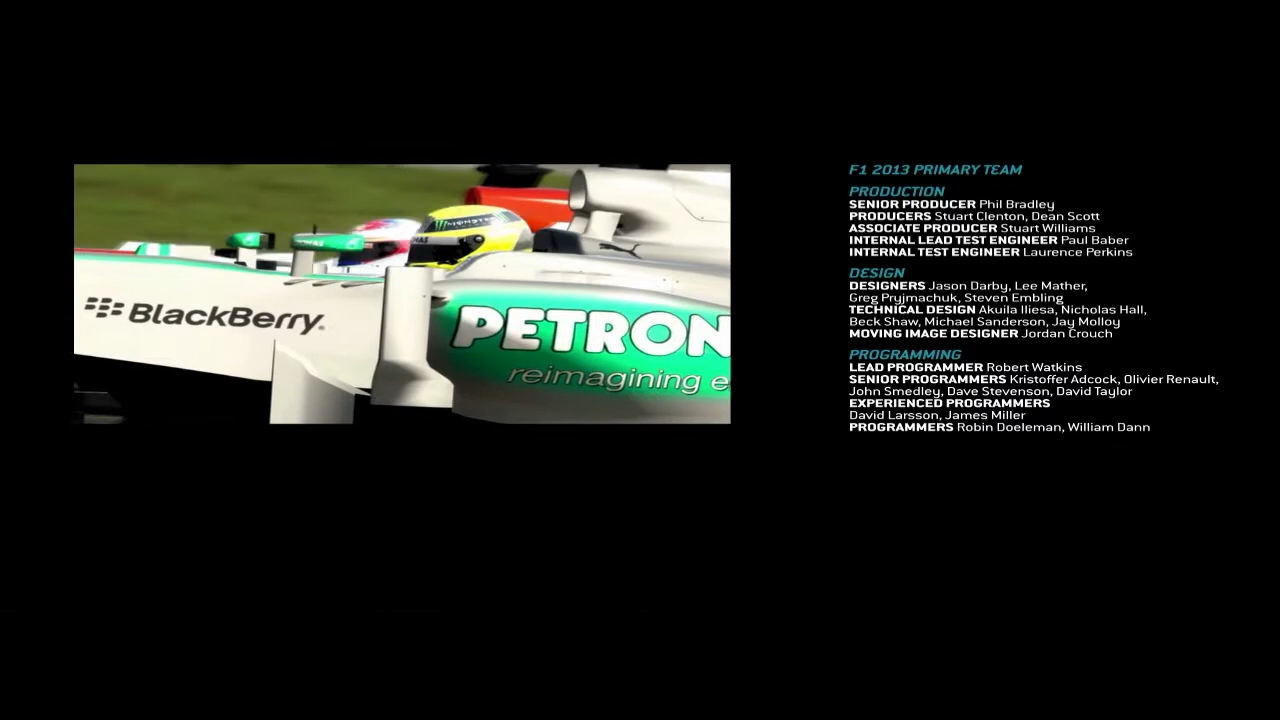 MONSTER
BlackBerry.
PETRON
reimagining e
F1 2013 PRIMARY TEAM
PRODUCTION
SENIOR PRODUCER Phil Bradley
PRODUCERS Stuart Clenton, Dean Scott
ASSOCIATE PRODUCER Stuart Williams
INTERNAL LEAD TEST ENGINEER Paul Baber
INTERNAL TEST ENGINEER Laurence Perkins
DESIGN
DESIGNERS Jason Darby, Lee Mather,
Greg Pryjmachuk, Steven Embling
TECHNICAL DESIGN Akuila Iliesa, Nicholas Hall,
Beck Shaw, Michael Sanderson, Jay Molloy
MOVING IMAGE DESIGNER Jordan Crouch
PROGRAMMING
LEAD PROGRAMMER Robert Watkins
SENIOR PROGRAMMERS Kristoffer Adcock, Olivier Renault,
John Smedley, Dave Stevenson, David Taylor
EXPERIENCED PROGRAMMERS
David Larsson, James Miller
PROGRAMMERS Robin Doeleman, William Dann